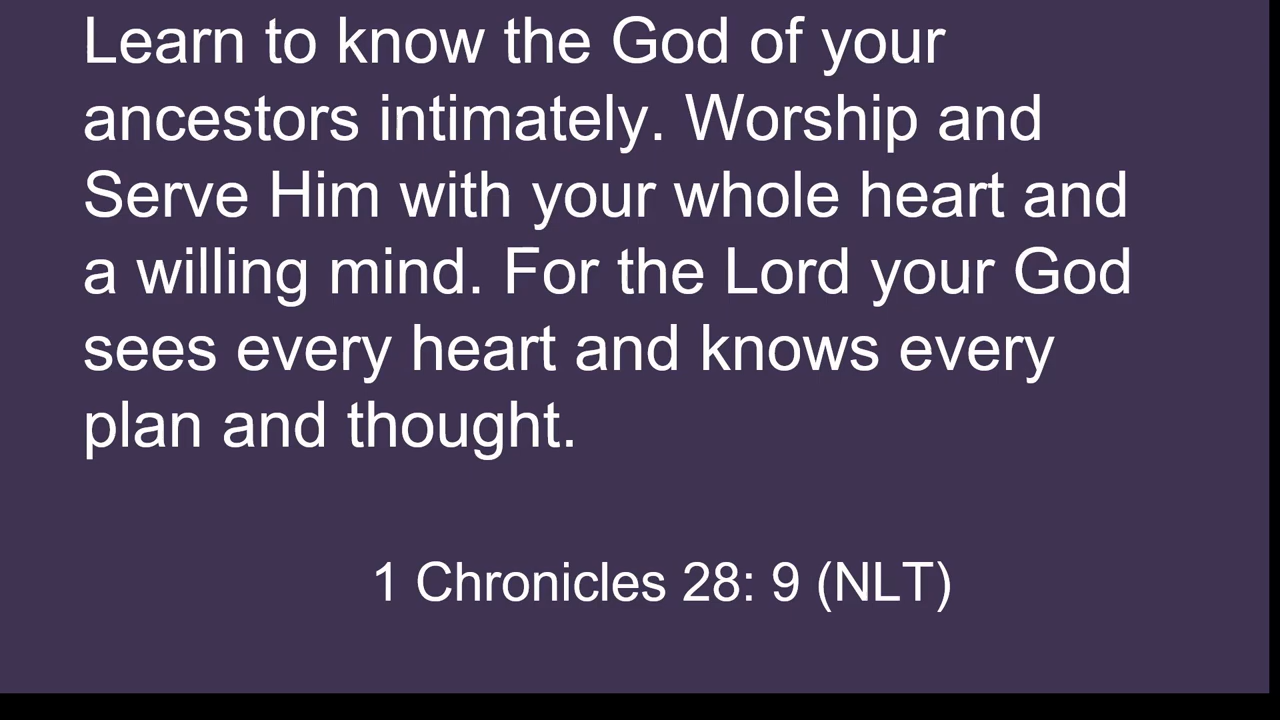 Learn to know the God of your
ancestors intimately. Worship and
Serve Him with your whole heart and
a willing mind. For the Lord your God
sees every heart and knows every
plan and thought.
1 Chronicles 28: 9 (NLT)